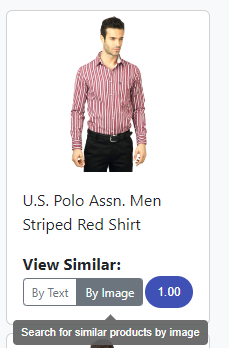 U.S. Polo Assn. Men
Striped Red Shirt
View Similar:
By Text By Image 1.00
Search for similar products by image